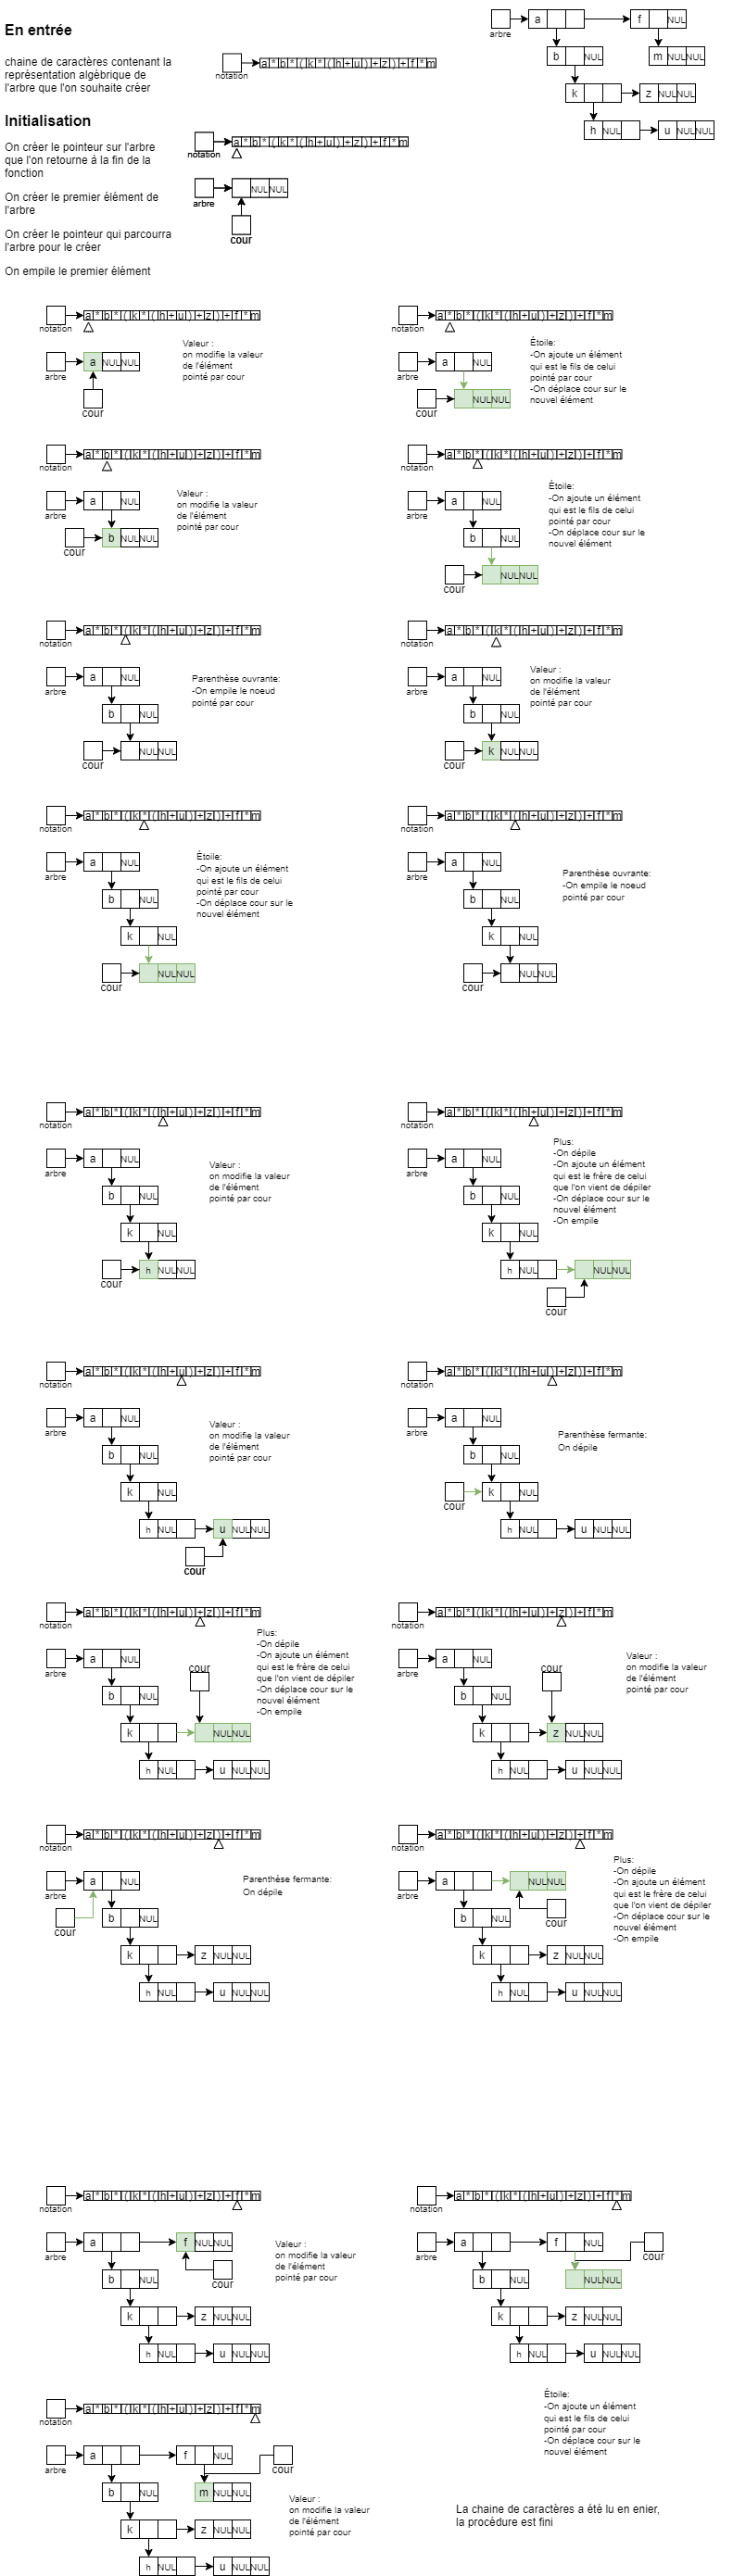 En entrée
chaine de caractères contenant la
représentation algébrique de
l'arbre que l'on souhaite créer
notation
a*b*(k*(h+u)+z)+f*m
arbre
a f NUL
b NUL m NUL NUL
k z NUL NUL
h NUL u NUL NUL
Initialisation
On créer le pointeur sur l'arbre
que l'on retourne à la fin de la
fonction
On créer le premier élément de
l'arbre
On créer le pointeur qui parcourra
l'arbre pour le créer
On empile le premier élément
notation
a*b*(k*(h+u)+z)+f*m
arbre
NUL NUL
cour
notation
a*b*(k*(h+u)+z)+f*m
arbre
a NUL NUL
cour
Valeur :
on modifie la valeur
de l'élément
pointé par cour
notation
a*b*(k*(h+u)+z)+f*m
arbre
a NUL
cour
NUL NUL
Étoile:
-On ajoute un élément
qui est le fils de celui
pointé par cour
-On déplace cour sur le
nouvel élément
notation
a*b*(k*(h+u)+z)+f*m
arbre
a NUL
cour
b NUL NUL
Valeur :
on modifie la valeur
de l'élément
pointé par cour
notation
a*b*(k*(h+u)+z)+f*m
arbre
a NUL
b NUL
cour
NUL NUL
Étoile:
-On ajoute un élément
qui est le fils de celui
pointé par cour
-On déplace cour sur le
nouvel élément
notation
a*b*(k*(h+u)+z)+f*m
arbre
a NUL
b NUL
cour
NUL NUL
Parenthèse ouvrante:
-On empile le noeud
pointé par cour
notation
a*b*(k*(h+u)+z)+f*m
arbre
a NUL
b NUL
cour
k NUL NUL
Valeur :
on modifie la valeur
de l'élément
pointé par cour
notation
a*b*(k*(h+u)+z)+f*m
arbre
a NUL
b NUL
k NUL
cour
NUL NUL
Étoile:
-On ajoute un élément
qui est le fils de celui
pointé par cour
-On déplace cour sur le
nouvel élément
notation
a*b*(k*(h+u)+z)+f*m
arbre
a NUL
b NUL
k NUL
cour
NUL NUL
Parenthèse ouvrante:
-On empile le noeud
pointé par cour
notation
a*b*(k*(h+u)+z)+f*m
arbre
a NUL
b NUL
k NUL
cour
h NUL NUL
Valeur :
on modifie la valeur
de l'élément
pointé par cour
notation
a*b*(k*(h+u)+z)+f*m
arbre
a NUL
b NUL
k NUL
h NUL NUL NUL
cour
Plus:
-On dépile
-On ajoute un élément
qui est le frère de celui
que l'on vient de dépiler
-On déplace cour sur le
nouvel élément
-On empile
notation
a*b*(k*(h+u)+z)+f*m
arbre
a NUL
b NUL
k NUL
h NUL u NUL NUL
cour
Valeur :
on modifie la valeur
de l'élément
pointé par cour
notation
a*b*(k*(h+u)+z)+f*m
arbre
a NUL
b NUL
cour
k NUL
h NUL u NUL NUL
Parenthèse fermante:
On dépile
notation
a*b*(k*(h+u)+z)+f*m
arbre
a NUL
cour
b NUL
k NUL NUL
h NUL u NUL NUL
Plus:
-On dépile
-On ajoute un élément
qui est le frère de celui
que l'on vient de dépiler
-On déplace cour sur le
nouvel élément
-On empile
notation
a*b*(k*(h+u)+z)+f*m
arbre
a NUL
cour
b NUL
k z NUL NUL
h NUL u NUL NUL
Valeur :
on modifie la valeur
de l'élément
pointé par cour
notation
a*b*(k*(h+u)+z)+f*m
arbre
a NUL
cour
b NUL
k z NUL NUL
h NUL u NUL NUL
Parenthèse fermante:
On dépile
notation
a*b*(k*(h+u)+z)+f*m
arbre
a NUL NUL
cour
b NUL
k z NUL NUL
h NUL u NUL NUL
Plus:
-On dépile
-On ajoute un élément
qui est le frère de celui
que l'on vient de dépiler
-On déplace cour sur le
nouvel élément
-On empile
notation
a*b*(k*(h+u)+z)+f*m
arbre
a f NUL NUL
cour
b NUL
k z NUL NUL
h NUL u NUL NUL
Valeur :
on modifie la valeur
de l'élément
pointé par cour
notation
a*b*(k*(h+u)+z)+f*m
arbre
a f NUL
cour
b NUL NUL NUL
k z NUL NUL
h NUL u NUL NUL
Étoile:
-On ajoute un élément
qui est le fils de celui
pointé par cour
-On déplace cour sur le
nouvel élément
notation
a*b*(k*(h+u)+z)+f*m
arbre
a f NUL
cour
b NUL m NUL NUL
k z NUL NUL
h NUL u NUL NUL
Valeur :
on modifie la valeur
de l'élément
pointé par cour
La chaine de caractères a été lu en enier,
la procédure est fini